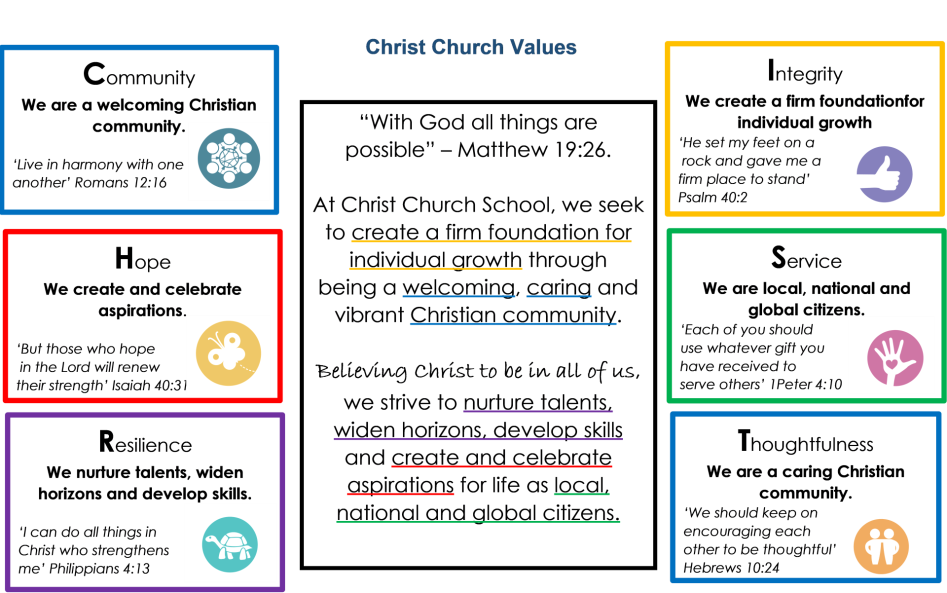 Christ Church Values
Community
We are a welcoming Christian
community.
‘Live in harmony with one
another’ Romans 12:16
Hope
We create and celebrate
aspirations.
‘But those who hope
in the Lord will renew
their strength’ Isaiah 40:31
Resilience
We nurture talents, widen
horizons and develop skills.
‘I can do all things in
Christ who strengthens
me’ Philippians 4:13
“With God all things are
possible” – Matthew 19:26.
At Christ Church School, we seek
to create a firm foundation for
individual growth through
being a welcoming, caring and
vibrant Christian community.
Believing Christ to be in all of us,
we strive to nurture talents,
widen horizons, develop skills
and create and celebrate
aspirations for life as local,
national and global citizens.
Integrity
We create a firm foundationfor
individual growth
‘He set my feet on a
rock and gave me a
firm place to stand’
Psalm 40:2
Service
We are local, national and
global citizens.
‘Each of you should
use whatever gift you
have received to
serve others’ 1Peter 4:10
Thoughtfulness
We are a caring Christian
community.
‘We should keep on
encouraging each
other to be thoughtful’
Hebrews 10:24